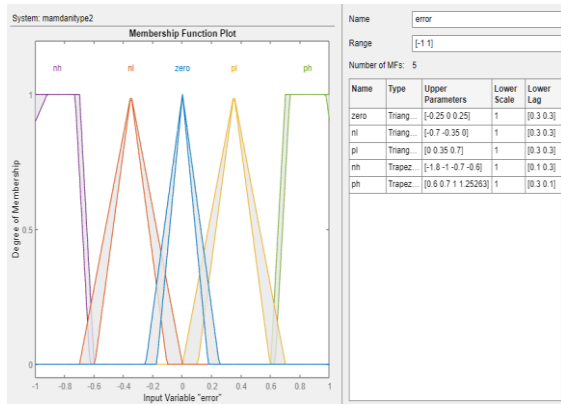 System: mamdanitype2
Membership Function Plot
nh nl zero pl ph
1
0.5
0
Degree of Membership
-1 -0.8 -0.6 -0.4 -0.2 0 0.2 0.4 0.6 0.8 1
Input Variable "error"
Name error
Range [-1 1]
Number of MFs: 5
Name Type Upper Parameters Lower Scale Lower Lag
zero Triang... [-0.25 0 0.25] 1 [0.3 0.3]
nl Triang... [-0.7 -0.35 0] 1 [0.3 0.3]
pl Triang... [0 0.35 0.7] 1 [0.3 0.3]
nh Trapez... [-1.8 -1 -0.7 -0.6] 1 [0.1 0.3]
ph Trapez... [0.6 0.7 1 1.25263] 1 [0.3 0.1]